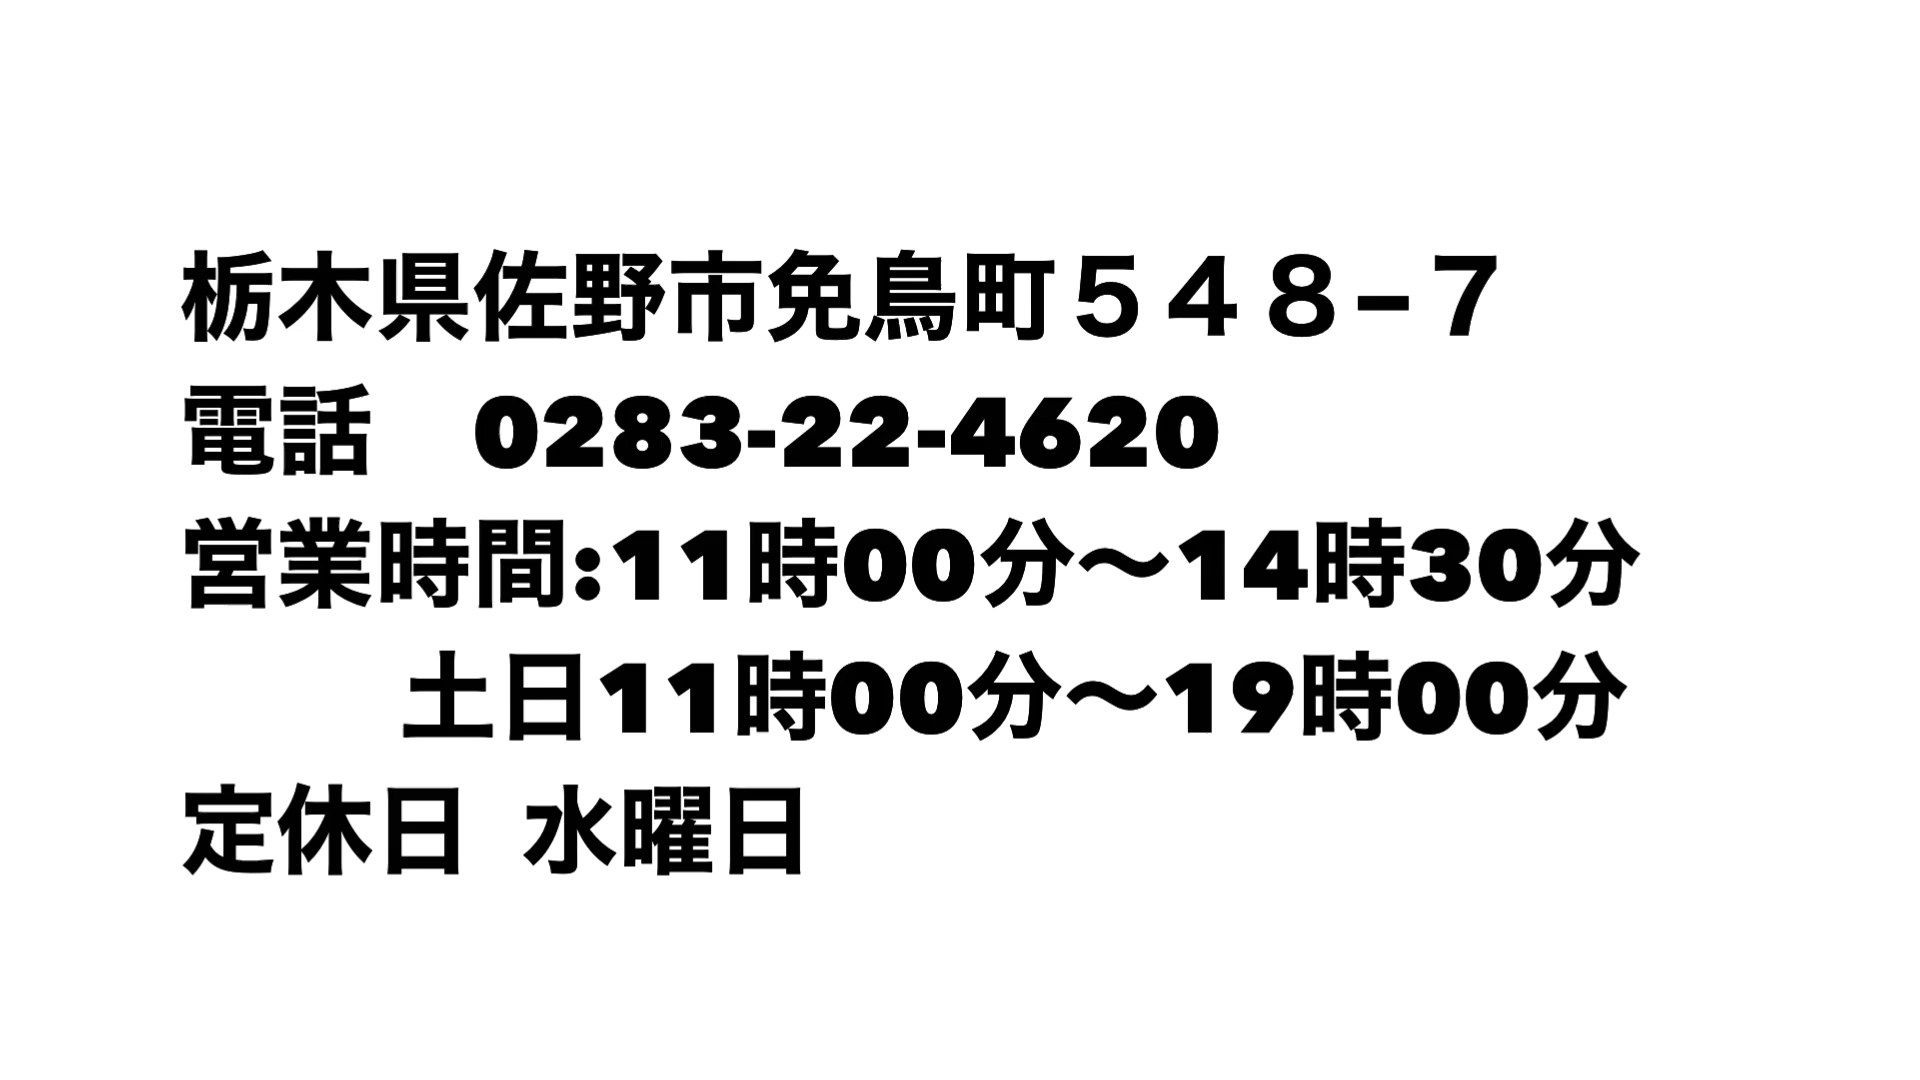 栃木県佐野市免鳥町５４８−７
電話　0283-22-4620
営業時間:11時00分〜14時30分
土日11時00分〜19時00分
定休日 水曜日